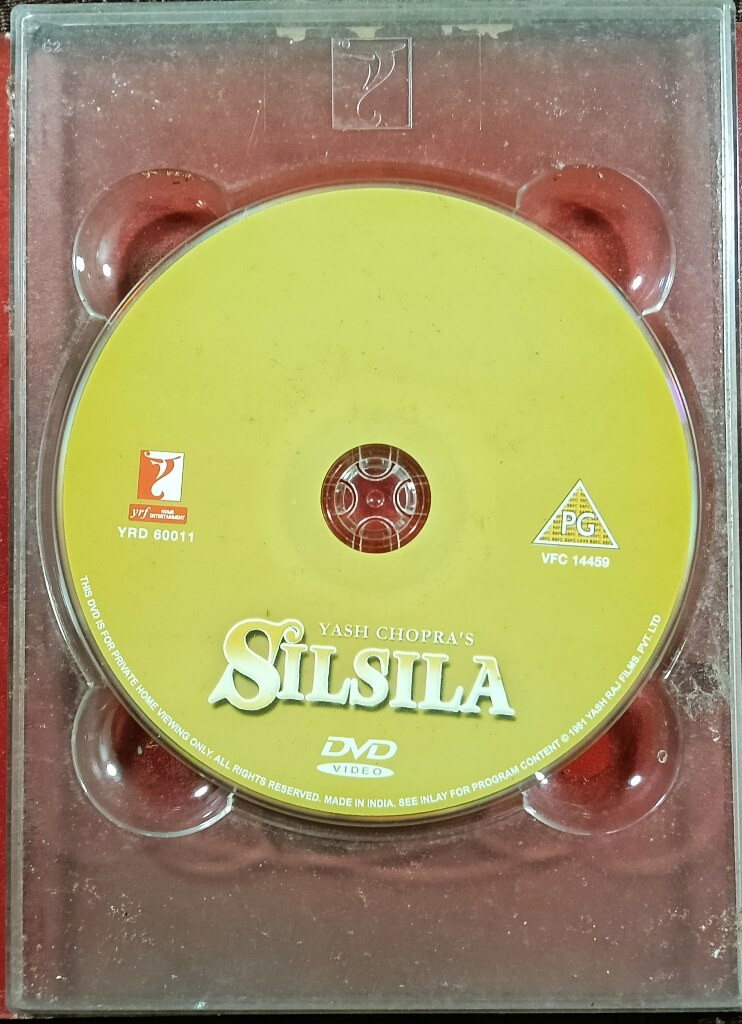 62
yrf HOME ENTERTAINMENT
YRD 60011
PG
VFC 14459
YASH CHOPRA'S
SILSILA
DVD
VIDEO
THIS DVD IS FOR PRIVATE HOME VIEWING ONLY. ALL RIGHTS RESERVED. MADE IN INDIA. SEE INLAY FOR PROGRAM CONTENT © 1981 YASH RAJ FILMS. PVT. LTD